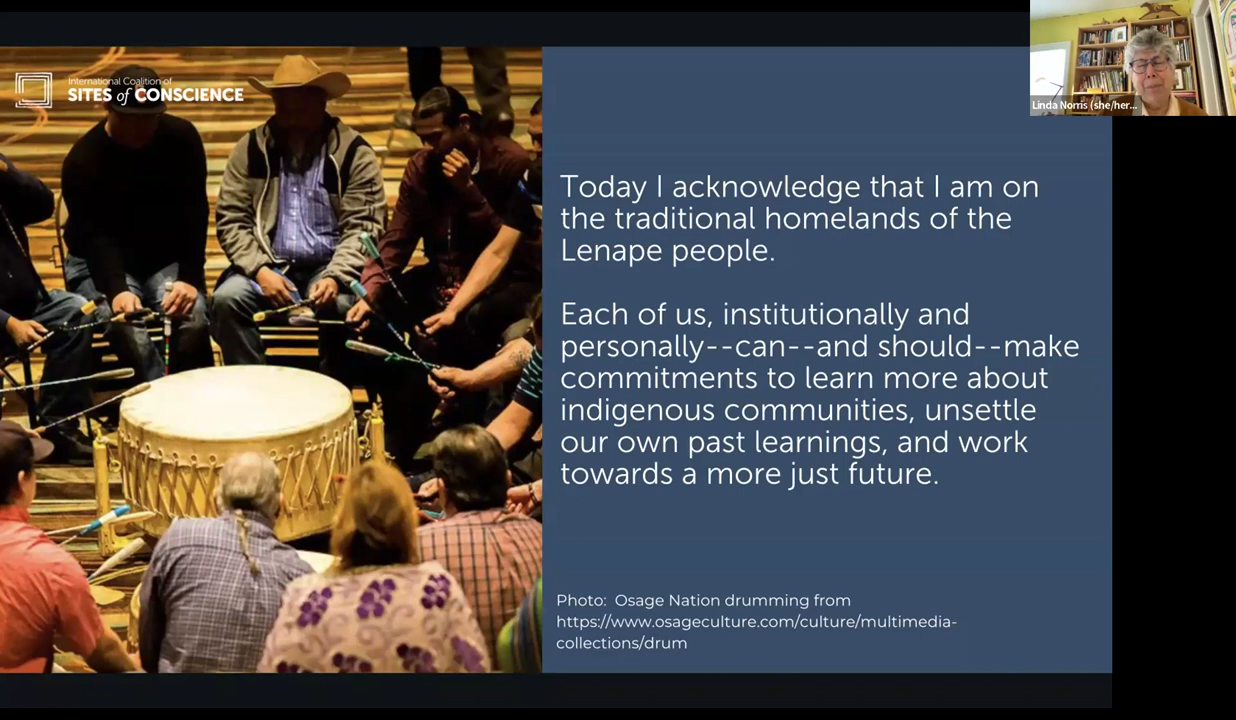 International Coalition of
SITES of CONSCIENCE
Linda Norris (she/her...
Today I acknowledge that I am on
the traditional homelands of the
Lenape people.
Each of us, institutionally and
personally--can--and should--make
commitments to learn more about
indigenous communities, unsettle
our own past learnings, and work
towards a more just future.
Photo: Osage Nation drumming from
https://www.osageculture.com/culture/multimedia-
collections/drum